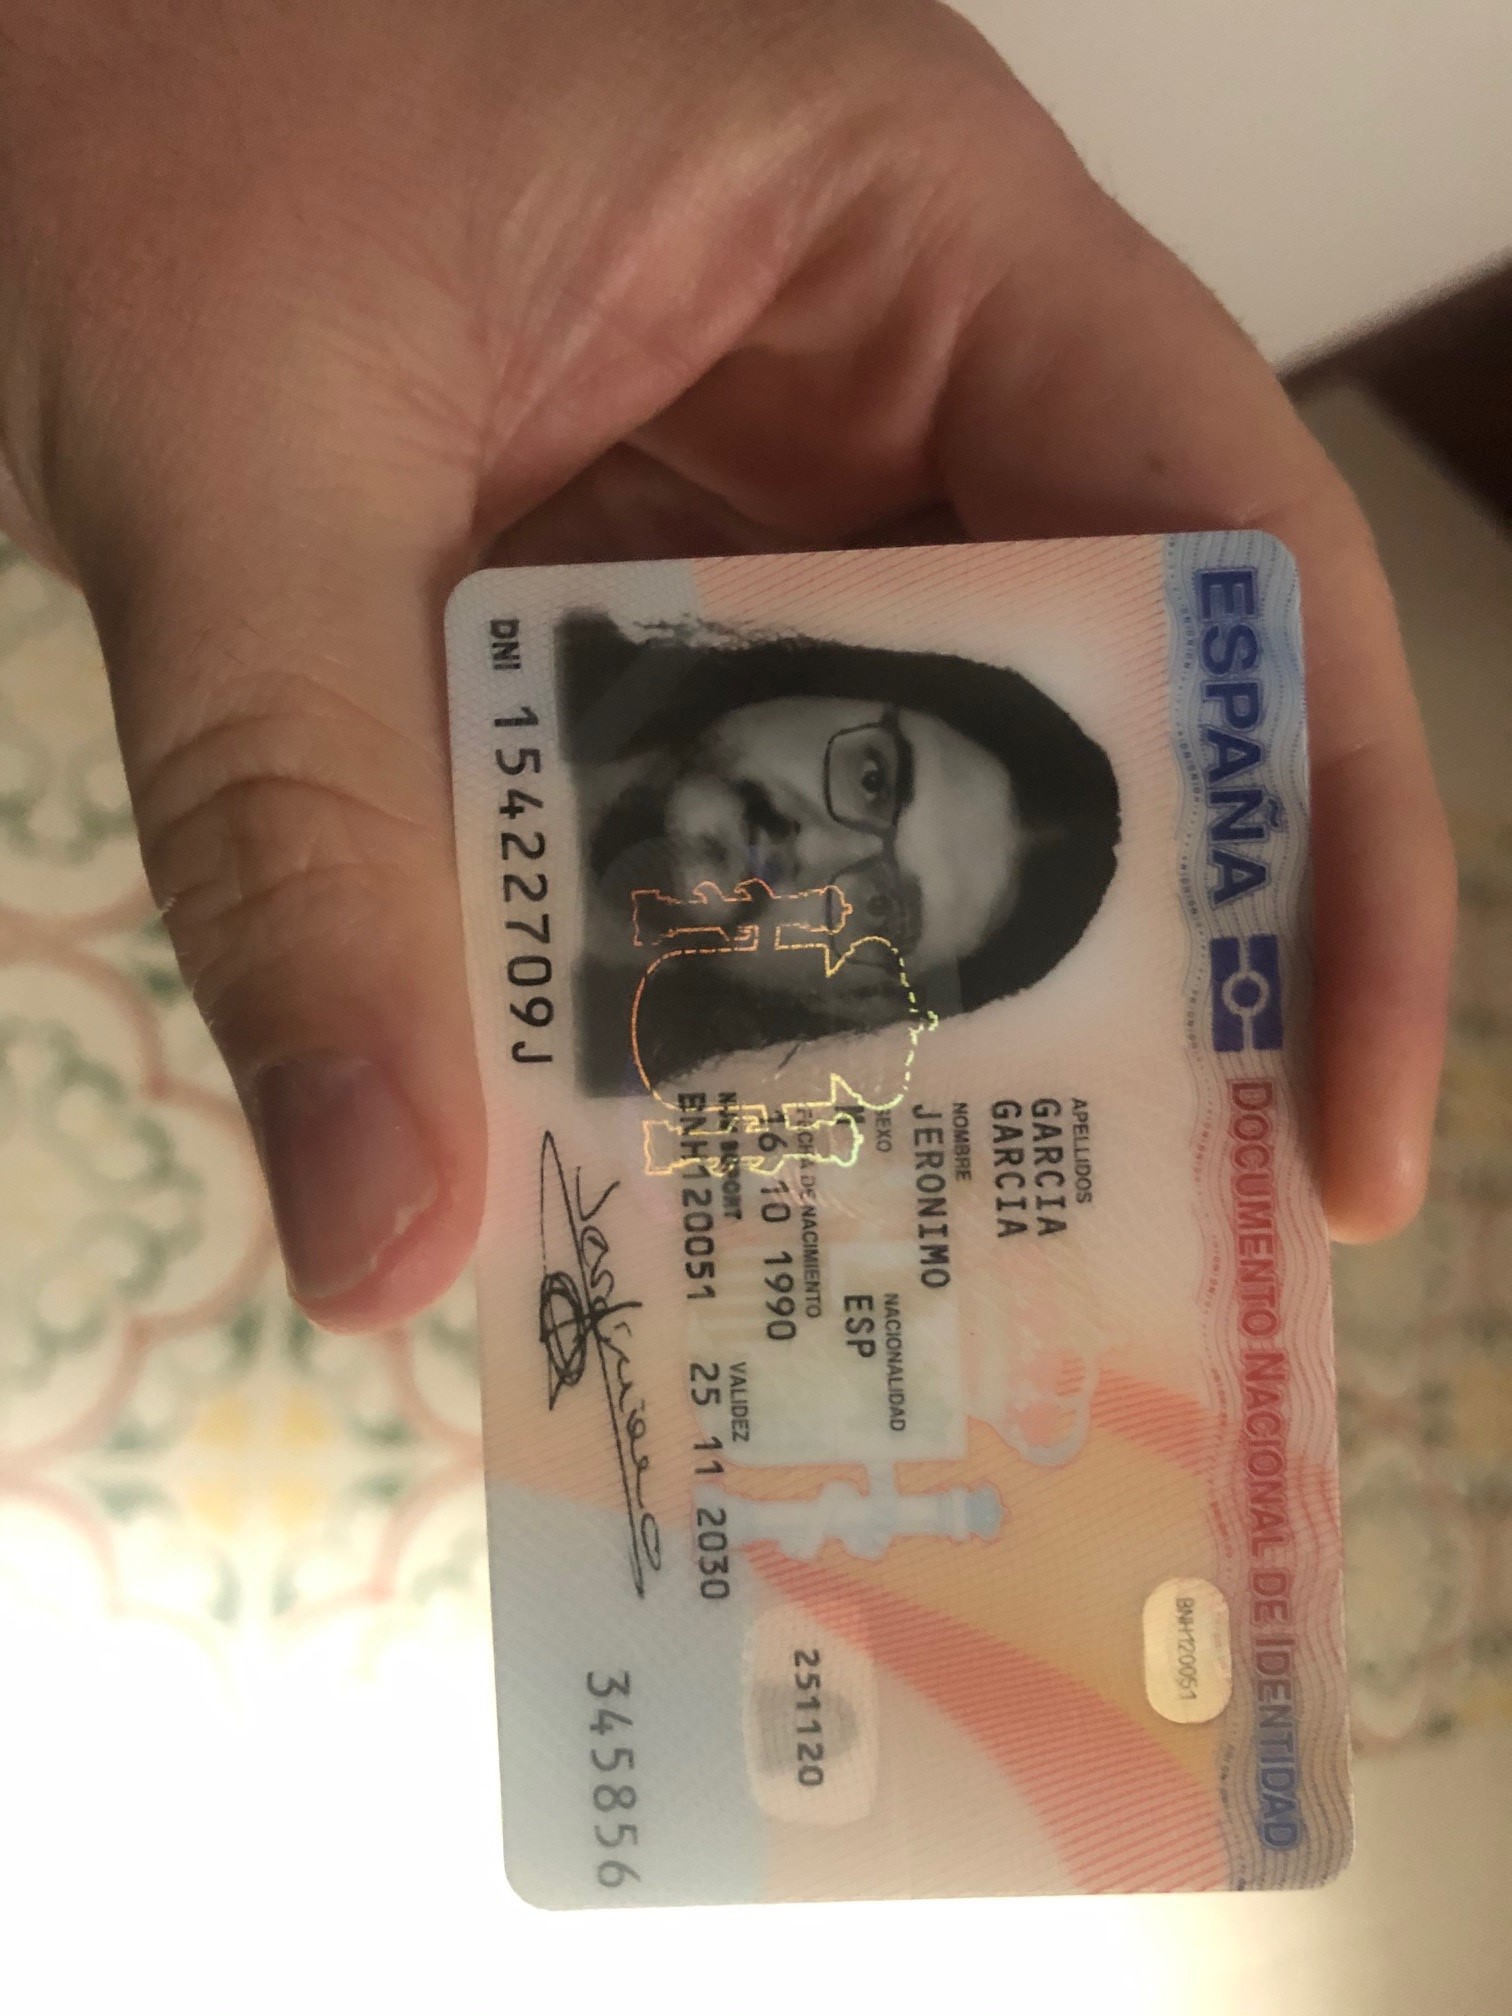 ESPAÑA DOCUMENTO NACIONAL DE IDENTIDAD
BNH120051
APELLIDOS
GARCIA
GARCIA
NOMBRE
JERONIMO
SEXO NACIONALIDAD
M ESP
FECHA DE NACIMIENTO
16 10 1990
NUM SOPORT VALIDEZ
BNH120051 25 11 2030
251120
345856
DNI 15422709J